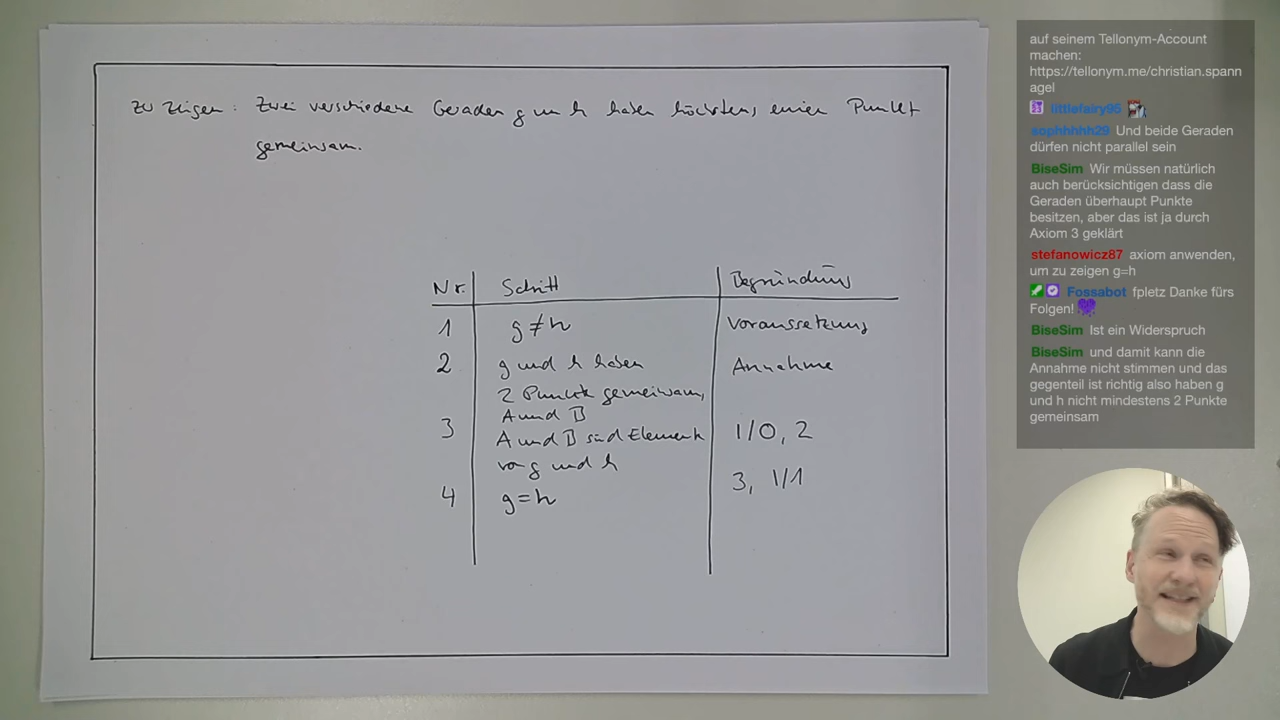 zu zeigen: Zwei verschiedene Geraden g und h haben höchstens einen Punkt
gemeinsam.
Nr. Schritt Begründung
1 g ≠ h Voraussetzung
2 g und h haben Annahme
2 Punkte gemeinsam,
A und B
3 A und B sind Element 1/0, 2
von g und h
4 g = h 3, 1/1
auf seinem Tellonym-Account
machen:
https://tellonym.me/christian.spann
agel
littlefairy95
sophhhhh29 Und beide Geraden
dürfen nicht parallel sein
BiseSim Wir müssen natürlich
auch berücksichtigen dass die
Geraden überhaupt Punkte
besitzen, aber das ist ja durch
Axiom 3 geklärt
stefanowicz87 axiom anwenden,
um zu zeigen g=h
Fossabot fpletz Danke fürs
Folgen!
BiseSim Ist ein Widerspruch
BiseSim und damit kann die
Annahme nicht stimmen und das
gegenteil ist richtig also haben g
und h nicht mindestens 2 Punkte
gemeinsam